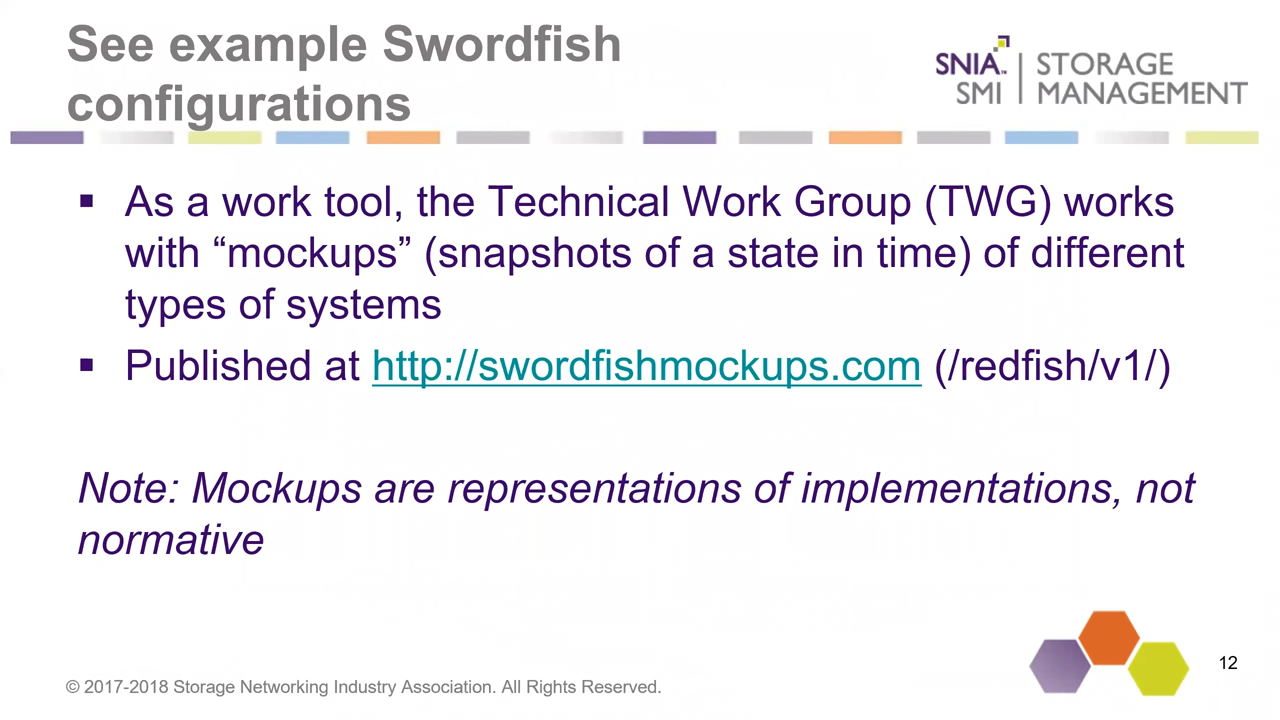 See example Swordfish
configurations
SNIA™ | STORAGE
SMI | MANAGEMENT
▪ As a work tool, the Technical Work Group (TWG) works
with “mockups” (snapshots of a state in time) of different
types of systems
▪ Published at http://swordfishmockups.com (/redfish/v1/)
Note: Mockups are representations of implementations, not
normative
12
© 2017-2018 Storage Networking Industry Association. All Rights Reserved.